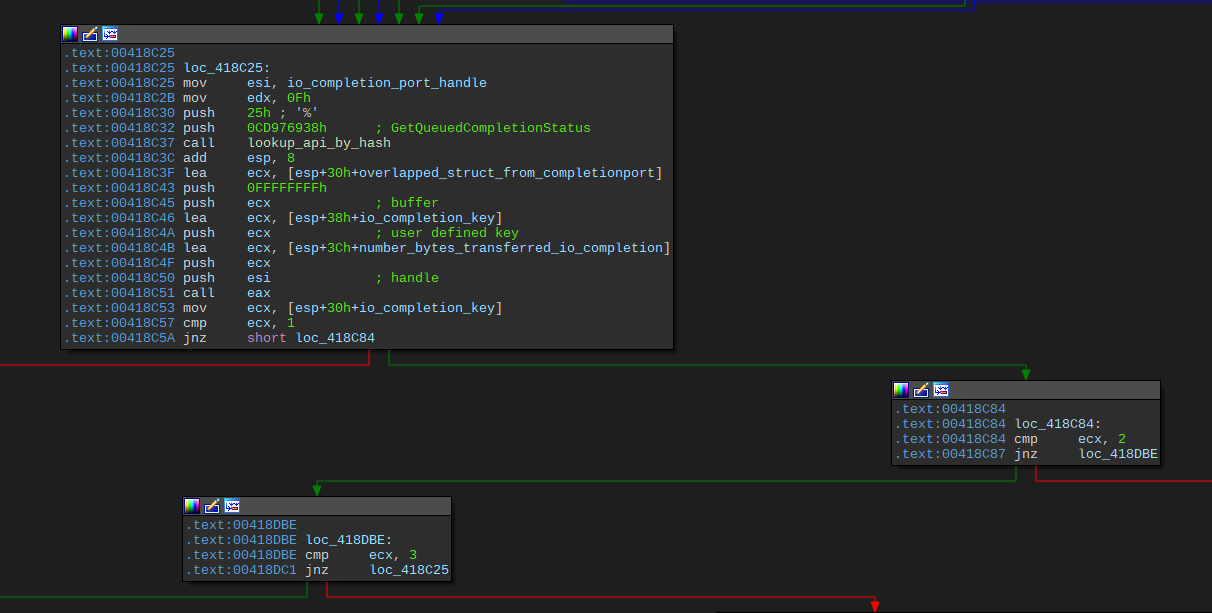 .text:00418C25
.text:00418C25 loc_418C25:
.text:00418C25 mov     esi, io_completion_port_handle
.text:00418C2B mov     edx, 0Fh
.text:00418C30 push    25h ; '%'
.text:00418C32 push    0CD976938h      ; GetQueuedCompletionStatus
.text:00418C37 call    lookup_api_by_hash
.text:00418C3C add     esp, 8
.text:00418C3F lea     ecx, [esp+30h+overlapped_struct_from_completionport]
.text:00418C43 push    0FFFFFFFFh
.text:00418C45 push    ecx             ; buffer
.text:00418C46 lea     ecx, [esp+38h+io_completion_key]
.text:00418C4A push    ecx             ; user defined key
.text:00418C4B lea     ecx, [esp+3Ch+number_bytes_transferred_io_completion]
.text:00418C4F push    ecx
.text:00418C50 push    esi             ; handle
.text:00418C51 call    eax
.text:00418C53 mov     ecx, [esp+30h+io_completion_key]
.text:00418C57 cmp     ecx, 1
.text:00418C5A jnz     short loc_418C84
.text:00418C84
.text:00418C84 loc_418C84:
.text:00418C84 cmp     ecx, 2
.text:00418C87 jnz     loc_418DBE
.text:00418DBE
.text:00418DBE loc_418DBE:
.text:00418DBE cmp     ecx, 3
.text:00418DC1 jnz     loc_418C25